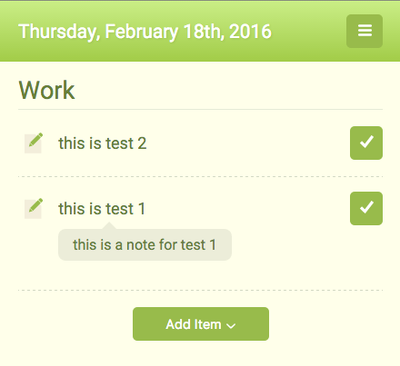 Thursday, February 18th, 2016
Work
this is test 2
this is test 1
this is a note for test 1
Add Item